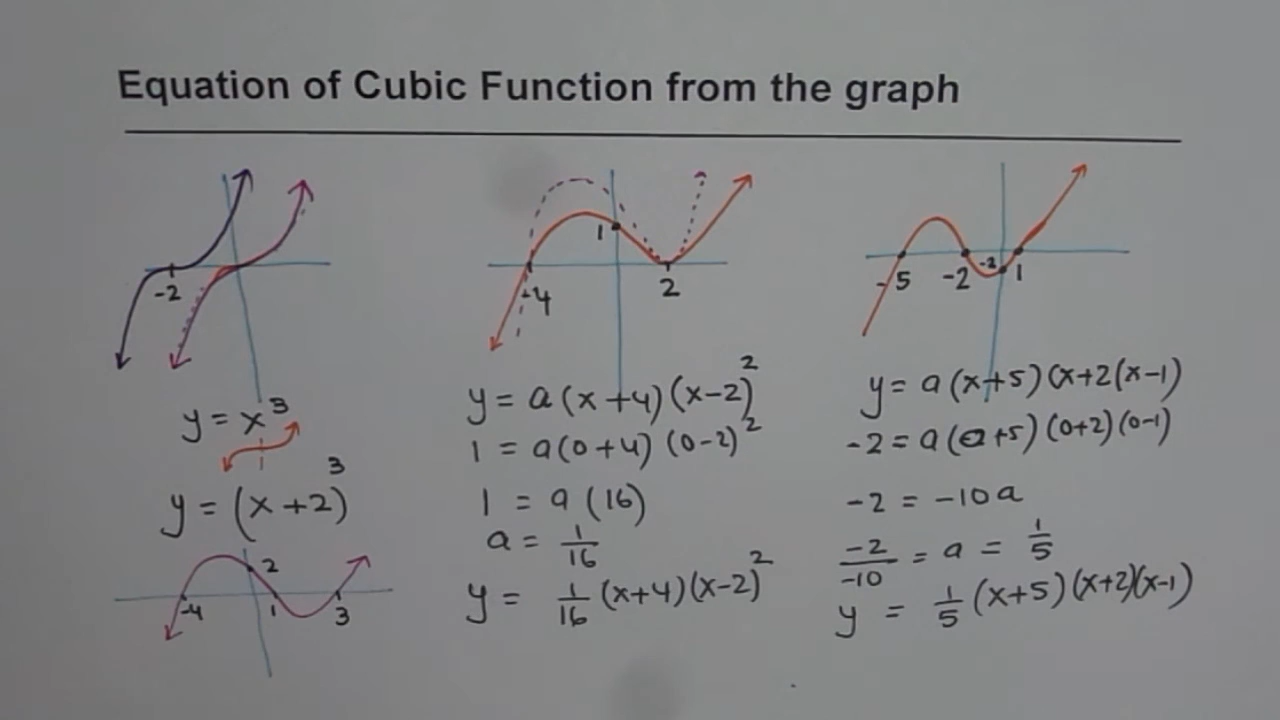 Equation of Cubic Function from the graph
-2
y = x³
y = (x+2)³
2
-4 1 3
1
-4 2
y = a(x+4)(x-2)²
1 = a(0+4)(0-2)²
1 = a(16)
a = 1/16
y = 1/16 (x+4)(x-2)²
-5 -2 -2 1
y = a(x+5)(x+2(x-1)
-2 = a(0+5)(0+2)(0-1)
-2 = -10a
-2/-10 = a = 1/5
y = 1/5 (x+5)(x+2)(x-1)